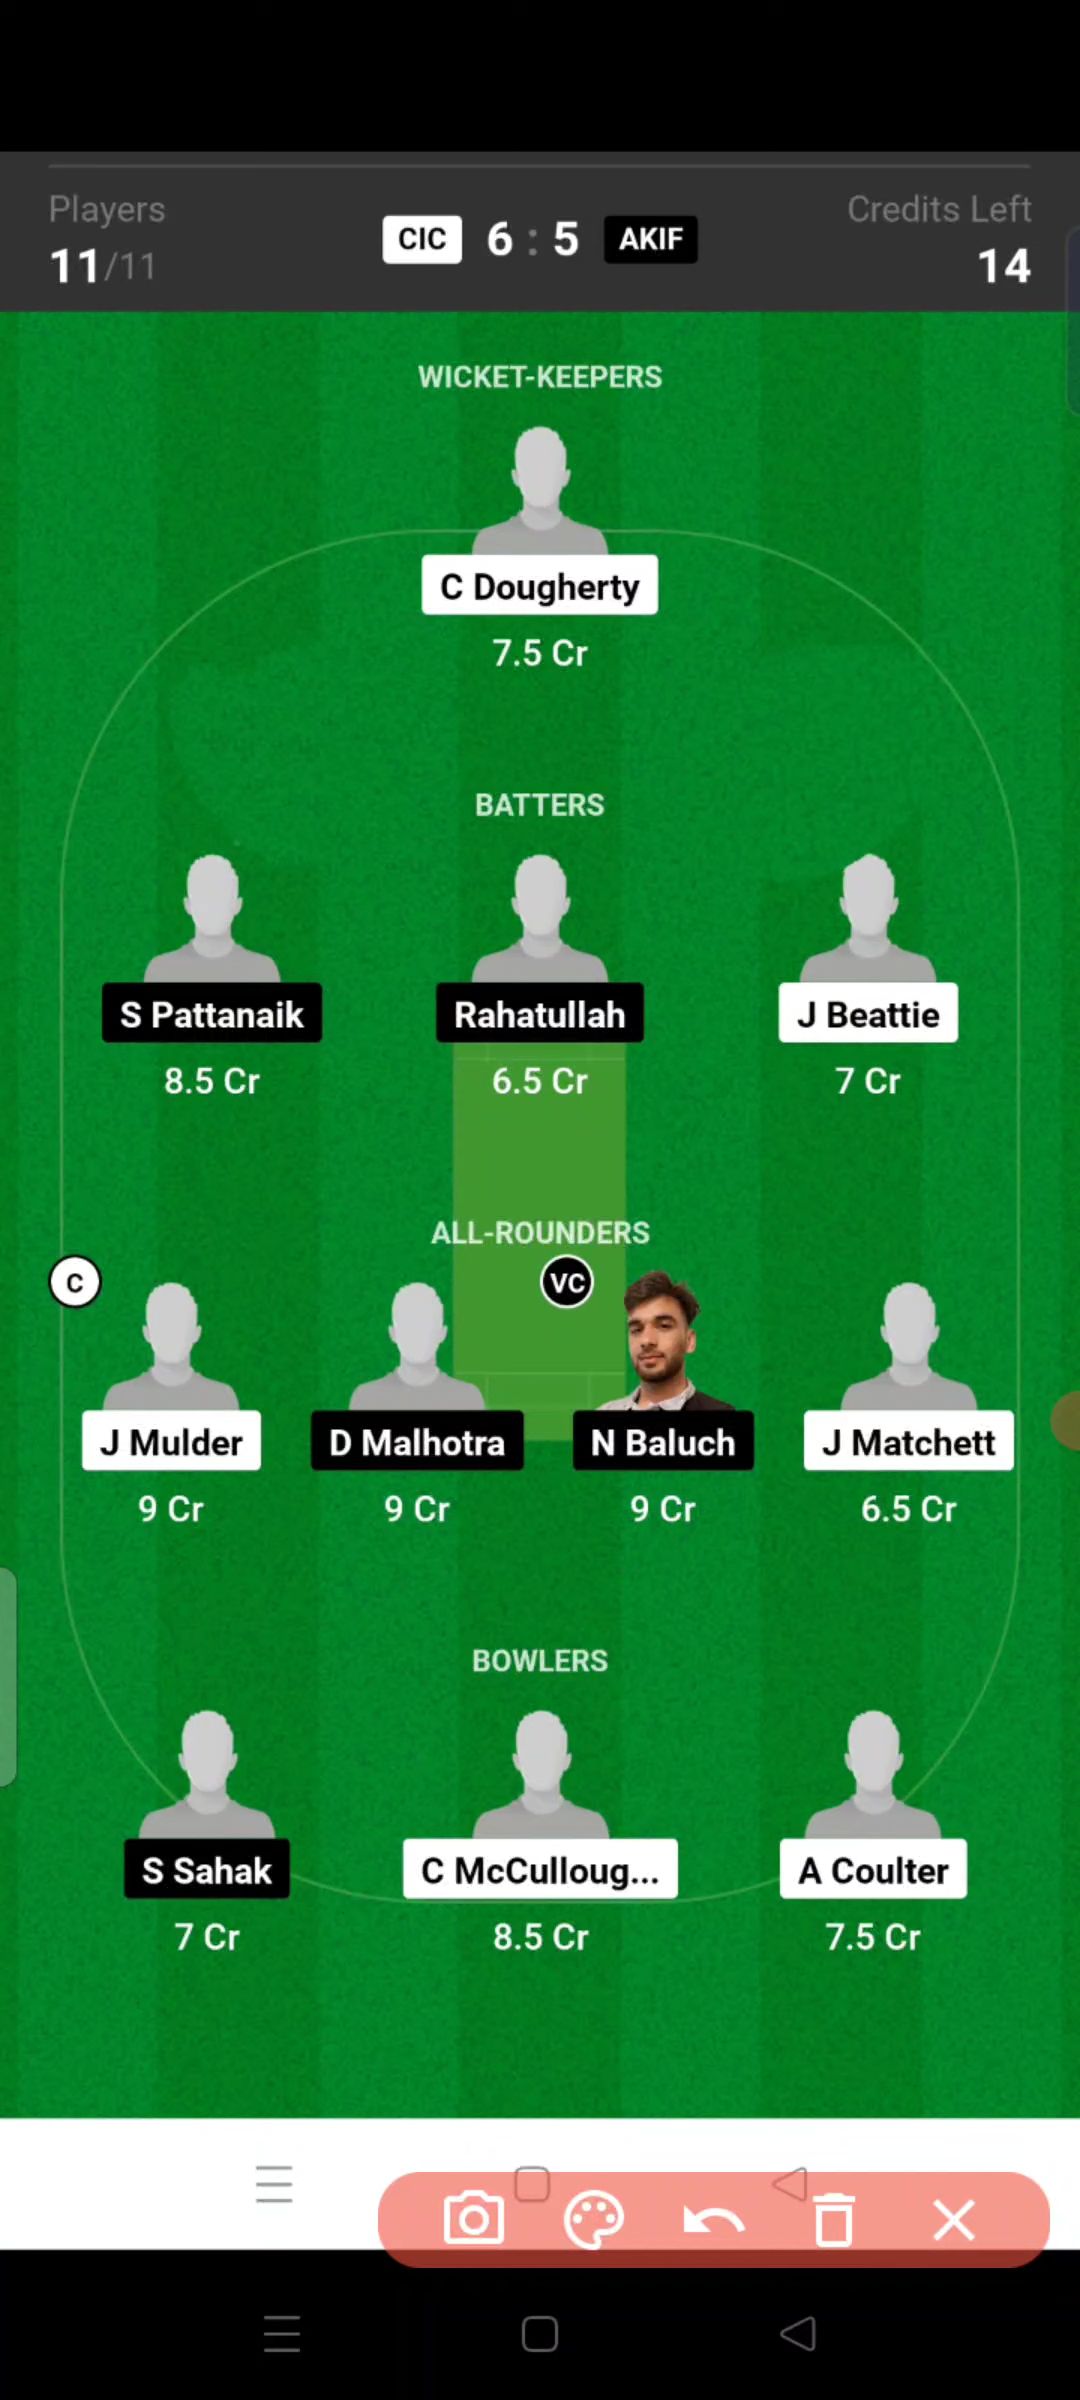 Players
Credits Left
CIC 6 : 5 AKIF
11/11
14
WICKET-KEEPERS
C Dougherty
7.5 Cr
BATTERS
S Pattanaik
Rahatullah
J Beattie
8.5 Cr
6.5 Cr
7 Cr
ALL-ROUNDERS
C
VC
J Mulder
D Malhotra
N Baluch
J Matchett
9 Cr
9 Cr
9 Cr
6.5 Cr
BOWLERS
S Sahak
C McCulloug...
A Coulter
7 Cr
8.5 Cr
7.5 Cr